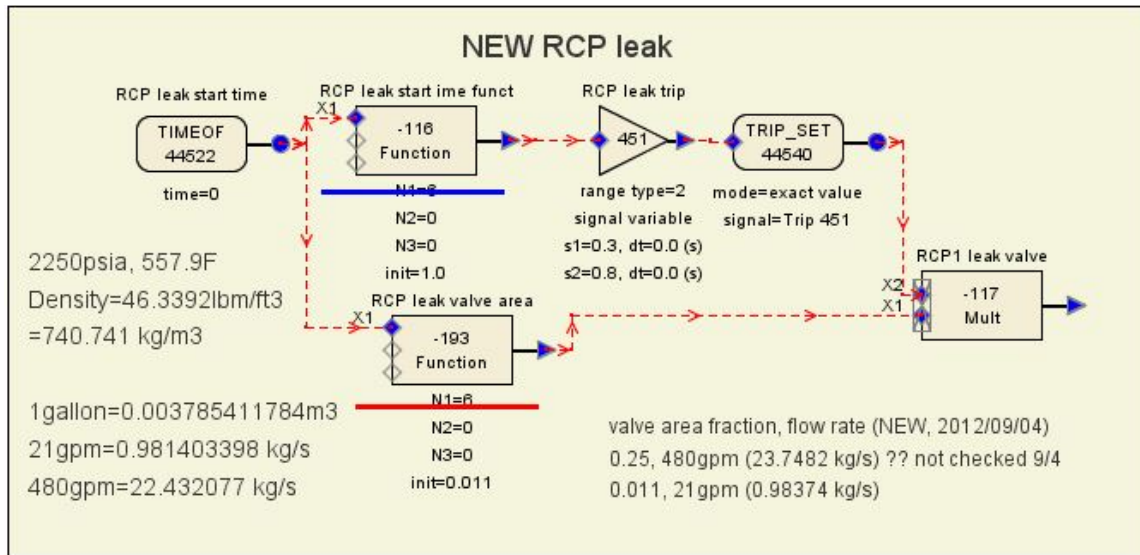 NEW RCP leak
RCP leak start time
TIMEOF
44522
time=0
X1
RCP leak start ime funct
-116
Function
N1=6
N2=0
N3=0
init=1.0
RCP leak trip
451
range type=2
signal variable
s1=0.3, dt=0.0 (s)
s2=0.8, dt=0.0 (s)
TRIP_SET
44540
mode=exact value
signal=Trip 451
2250psia, 557.9F
Density=46.3392lbm/ft3
=740.741 kg/m3
RCP leak valve area
X1
-193
Function
N1=6
N2=0
N3=0
init=0.011
RCP1 leak valve
X2
X1
-117
Mult
1gallon=0.003785411784m3
21gpm=0.981403398 kg/s
480gpm=22.432077 kg/s
valve area fraction, flow rate (NEW, 2012/09/04)
0.25, 480gpm (23.7482 kg/s) ?? not checked 9/4
0.011, 21gpm (0.98374 kg/s)